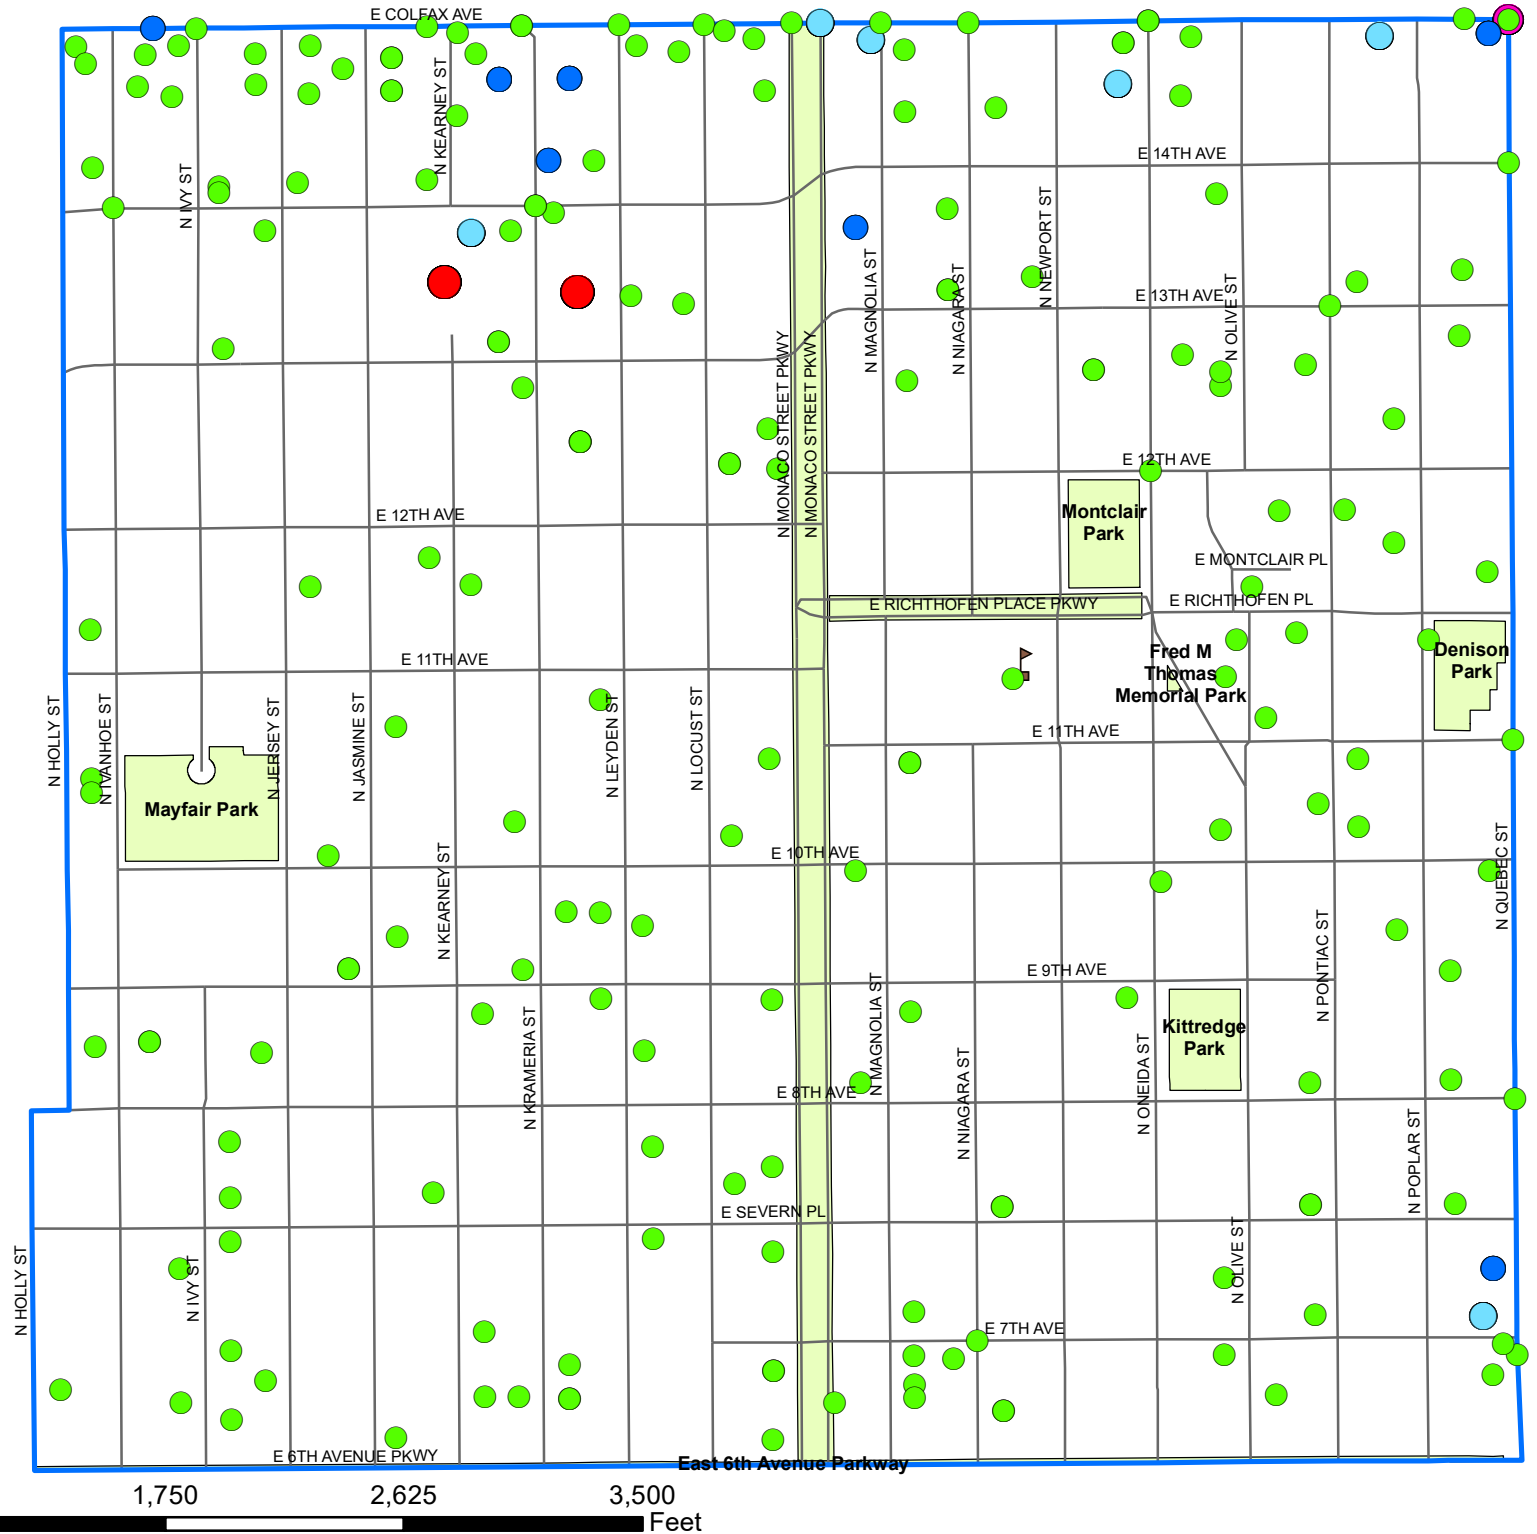 E COLFAX AVE
N KEARNEY ST
E 14TH AVE
N IVY ST
N NEWPORT ST
N MAGNOLIA ST
N NIAGARA ST
E 13TH AVE
N OLIVE ST
N MONACO STREET PKWY
N MONACO STREET PKWY
E 12TH AVE
E 12TH AVE
Montclair
Park
E MONTCLAIR PL
E RICHTHOFEN PLACE PKWY
E RICHTHOFEN PL
E 11TH AVE
Fred M
Thomas
Memorial Park
Denison
Park
N HOLLY ST
N IVANHOE ST
N JERSEY ST
N JASMINE ST
N LEYDEN ST
N LOCUST ST
E 11TH AVE
Mayfair Park
E 10TH AVE
N KEARNEY ST
N QUEBEC ST
N PONTIAC ST
E 9TH AVE
N MAGNOLIA ST
N KRAMERIA ST
Kittredge
Park
N ONEIDA ST
N NIAGARA ST
E 8TH AVE
N POPLAR ST
E SEVERN PL
N HOLLY ST
N IVY ST
N OLIVE ST
E 7TH AVE
E 6TH AVENUE PKWY
East 6th Avenue Parkway
1,750 2,625 3,500
Feet